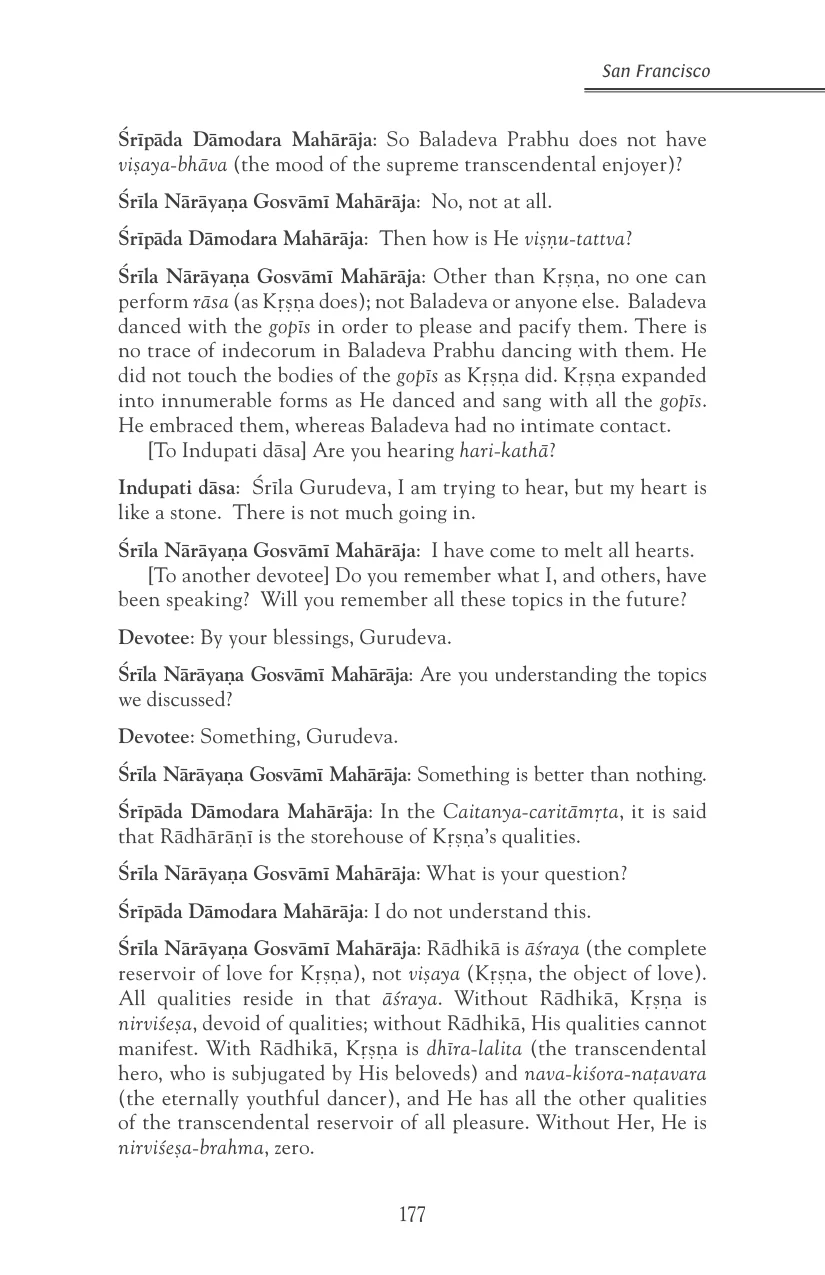 San Francisco
Śrīpāda Dāmodara Mahārāja: So Baladeva Prabhu does not have
viṣaya-bhāva (the mood of the supreme transcendental enjoyer)?
Śrīla Nārāyaṇa Gosvāmī Mahārāja: No, not at all.
Śrīpāda Dāmodara Mahārāja: Then how is He viṣṇu-tattva?
Śrīla Nārāyaṇa Gosvāmī Mahārāja: Other than Kṛṣṇa, no one can
perform rāsa (as Kṛṣṇa does); not Baladeva or anyone else. Baladeva
danced with the gopīs in order to please and pacify them. There is
no trace of indecorum in Baladeva Prabhu dancing with them. He
did not touch the bodies of the gopīs as Kṛṣṇa did. Kṛṣṇa expanded
into innumerable forms as He danced and sang with all the gopīs.
He embraced them, whereas Baladeva had no intimate contact.
[To Indupati dāsa] Are you hearing hari-kathā?
Indupati dāsa: Śrīla Gurudeva, I am trying to hear, but my heart is
like a stone. There is not much going in.
Śrīla Nārāyaṇa Gosvāmī Mahārāja: I have come to melt all hearts.
[To another devotee] Do you remember what I, and others, have
been speaking? Will you remember all these topics in the future?
Devotee: By your blessings, Gurudeva.
Śrīla Nārāyaṇa Gosvāmī Mahārāja: Are you understanding the topics
we discussed?
Devotee: Something, Gurudeva.
Śrīla Nārāyaṇa Gosvāmī Mahārāja: Something is better than nothing.
Śrīpāda Dāmodara Mahārāja: In the Caitanya-caritāmṛta, it is said
that Rādhārāṇī is the storehouse of Kṛṣṇa’s qualities.
Śrīla Nārāyaṇa Gosvāmī Mahārāja: What is your question?
Śrīpāda Dāmodara Mahārāja: I do not understand this.
Śrīla Nārāyaṇa Gosvāmī Mahārāja: Rādhikā is āśraya (the complete
reservoir of love for Kṛṣṇa), not viṣaya (Kṛṣṇa, the object of love).
All qualities reside in that āśraya. Without Rādhikā, Kṛṣṇa is
nirviśeṣa, devoid of qualities; without Rādhikā, His qualities cannot
manifest. With Rādhikā, Kṛṣṇa is dhīra-lalita (the transcendental
hero, who is subjugated by His beloveds) and nava-kiśora-naṭavara
(the eternally youthful dancer), and He has all the other qualities
of the transcendental reservoir of all pleasure. Without Her, He is
nirviśeṣa-brahma, zero.
177